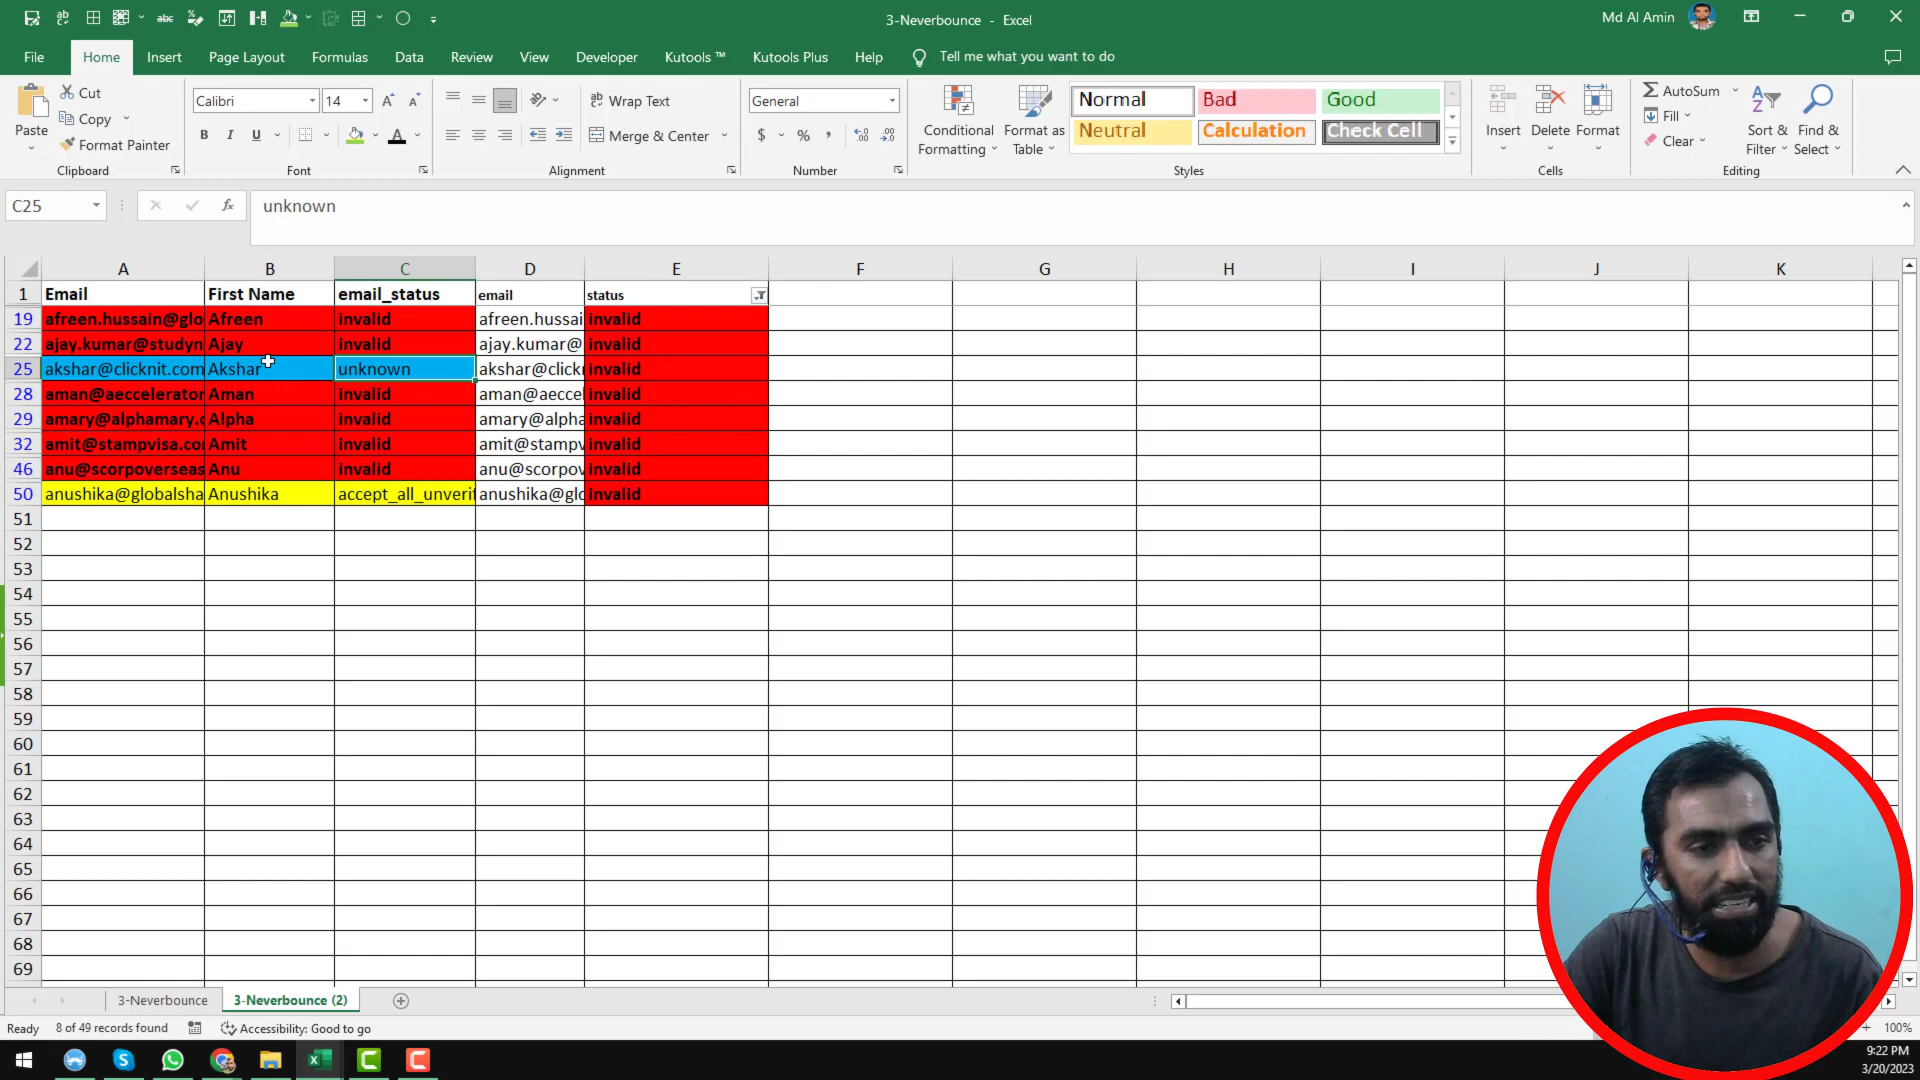 3-Neverbounce - Excel
Md Al Amin
File Home Insert Page Layout Formulas Data Review View Developer Kutools ™ Kutools Plus Help Tell me what you want to do
Paste
Cut
Copy
Format Painter
Clipboard
Calibri 14
B I U
Font
Wrap Text
Merge & Center
Alignment
General
$ % ,
Number
Conditional Formatting
Format as Table
Normal Bad Good
Neutral Calculation Check Cell
Styles
Insert Delete Format
Cells
AutoSum
Fill
Clear
Sort & Filter
Find & Select
Editing
C25 fx unknown
A B C D E F G H I J K
1 Email First Name email_status email status
19 afreen.hussain@glo Afreen invalid afreen.hussai invalid
22 ajay.kumar@studyn Ajay invalid ajay.kumar@ invalid
25 akshar@clicknit.com Akshar unknown akshar@click invalid
28 aman@aeccelerator Aman invalid aman@aecce invalid
29 amary@alphamary.c Alpha invalid amary@alpha invalid
32 amit@stampvisa.co Amit invalid amit@stampv invalid
46 anu@scorpoverseas Anu invalid anu@scorpov invalid
50 anushika@globalsha Anushika accept_all_unverif anushika@glo invalid
51
52
53
54
55
56
57
58
59
60
61
62
63
64
65
66
67
68
69
3-Neverbounce 3-Neverbounce (2)
Ready 8 of 49 records found Accessibility: Good to go 100%
9:22 PM
3/20/2023